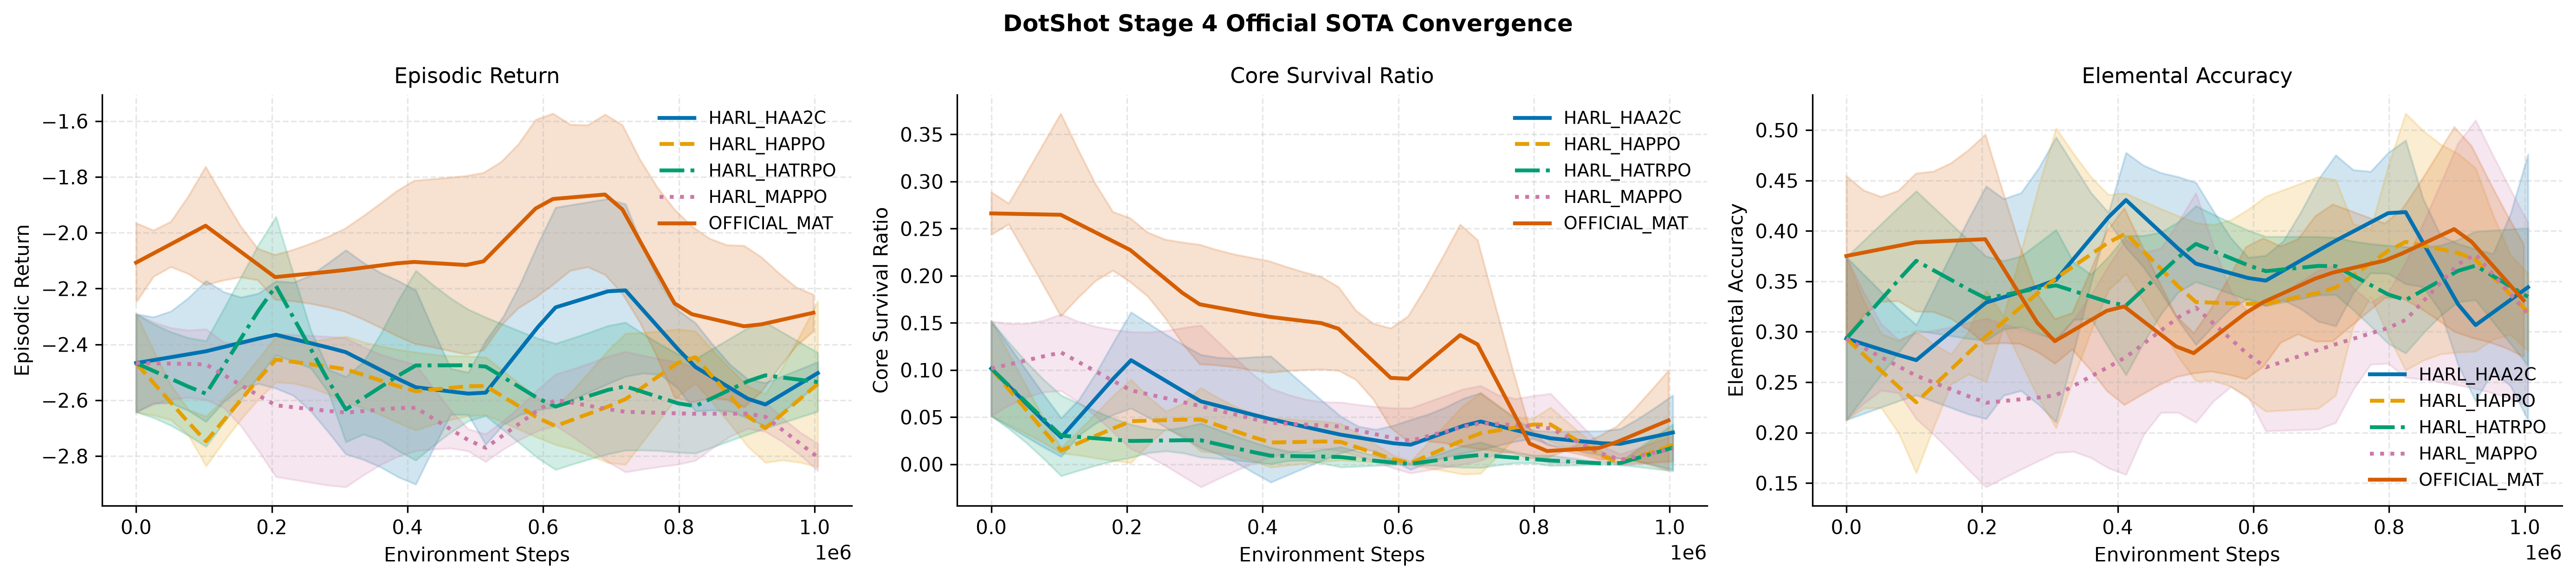 DotShot Stage 4 Official SOTA Convergence
Episodic Return
Episodic Return
−1.6
−1.8
−2.0
−2.2
−2.4
−2.6
−2.8
HARL_HAA2C
HARL_HAPPO
HARL_HATRPO
HARL_MAPPO
OFFICIAL_MAT
0.0 0.2 0.4 0.6 0.8 1.0
1e6
Environment Steps
Core Survival Ratio
Core Survival Ratio
0.35
0.30
0.25
0.20
0.15
0.10
0.05
0.00
HARL_HAA2C
HARL_HAPPO
HARL_HATRPO
HARL_MAPPO
OFFICIAL_MAT
0.0 0.2 0.4 0.6 0.8 1.0
1e6
Environment Steps
Elemental Accuracy
Elemental Accuracy
0.50
0.45
0.40
0.35
0.30
0.25
0.20
0.15
HARL_HAA2C
HARL_HAPPO
HARL_HATRPO
HARL_MAPPO
OFFICIAL_MAT
0.0 0.2 0.4 0.6 0.8 1.0
1e6
Environment Steps